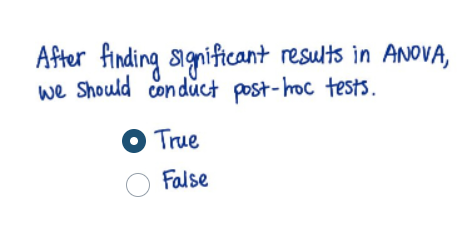 After finding significant results in ANOVA,
we should conduct post-hoc tests.
True
False